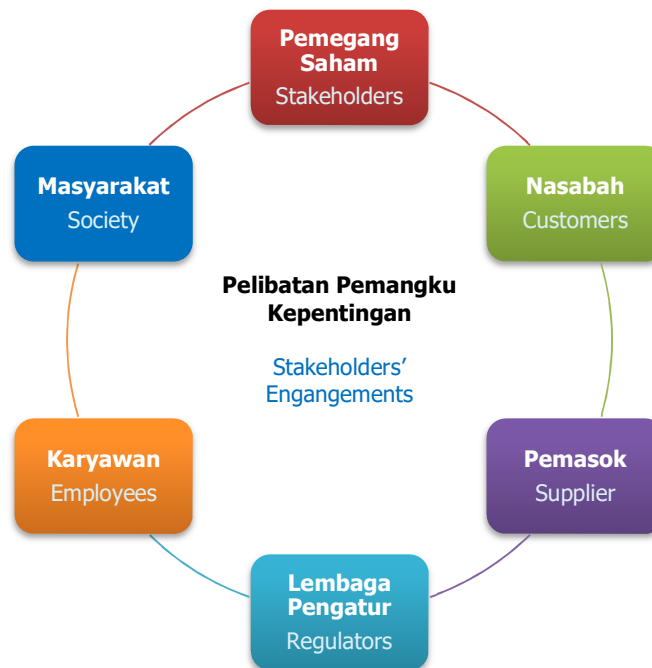 Pemegang
Saham
Stakeholders
Masyarakat
Society
Nasabah
Customers
Pelibatan Pemangku
Kepentingan
Stakeholders’
Engangements
Karyawan
Employees
Pemasok
Supplier
Lembaga
Pengatur
Regulators